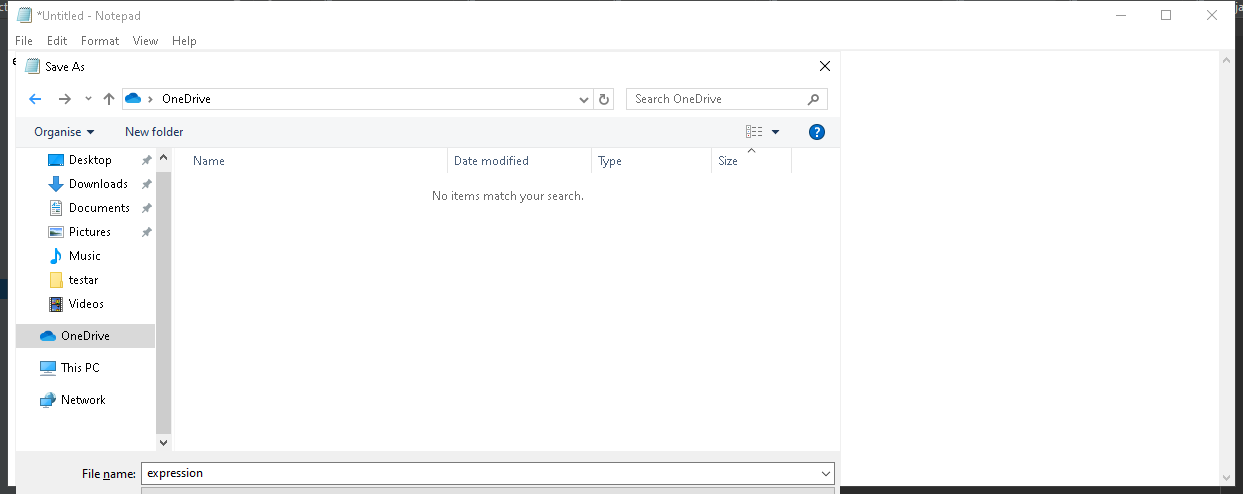 *Untitled - Notepad
File Edit Format View Help
Save As
OneDrive
Search OneDrive
Organise New folder
?
Name Date modified Type Size
No items match your search.
Desktop
Downloads
Documents
Pictures
Music
testar
Videos
OneDrive
This PC
Network
File name: expression